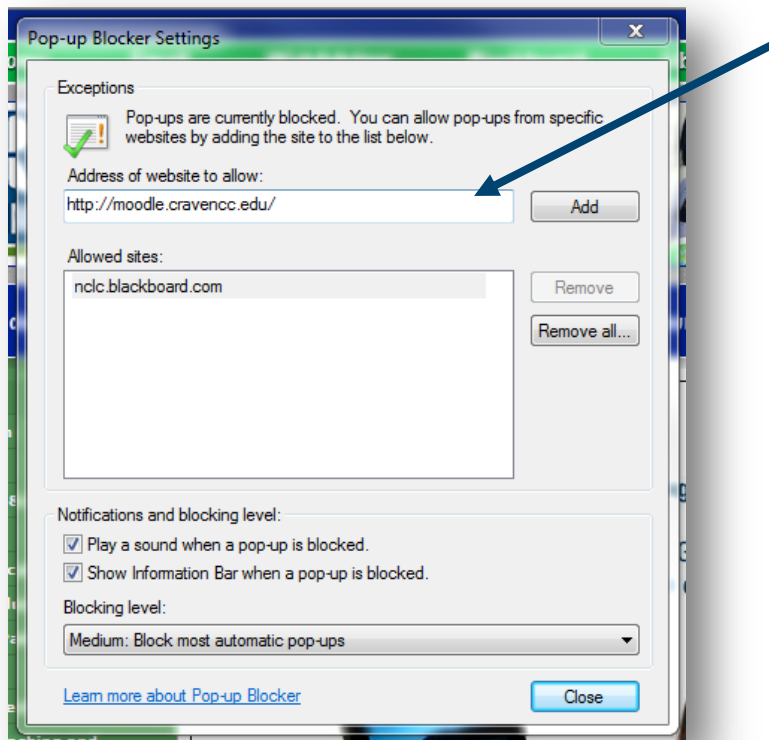 Pop-up Blocker Settings
x
Exceptions
Pop-ups are currently blocked. You can allow pop-ups from specific
websites by adding the site to the list below.
Address of website to allow:
http://moodle.cravencc.edu/
Add
Allowed sites:
nclc.blackboard.com
Remove
Remove all...
Notifications and blocking level:
Play a sound when a pop-up is blocked.
Show Information Bar when a pop-up is blocked.
Blocking level:
Medium: Block most automatic pop-ups
Learn more about Pop-up Blocker
Close